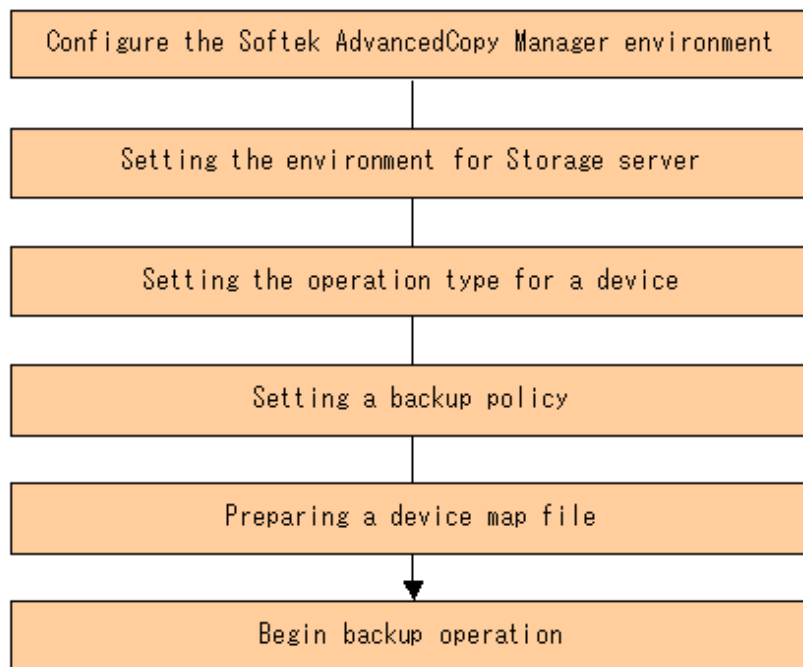 Configure the Softek AdvancedCopy Manager environment
Setting the environment for Storage server
Setting the operation type for a device
Setting a backup policy
Preparing a device map file
Begin backup operation